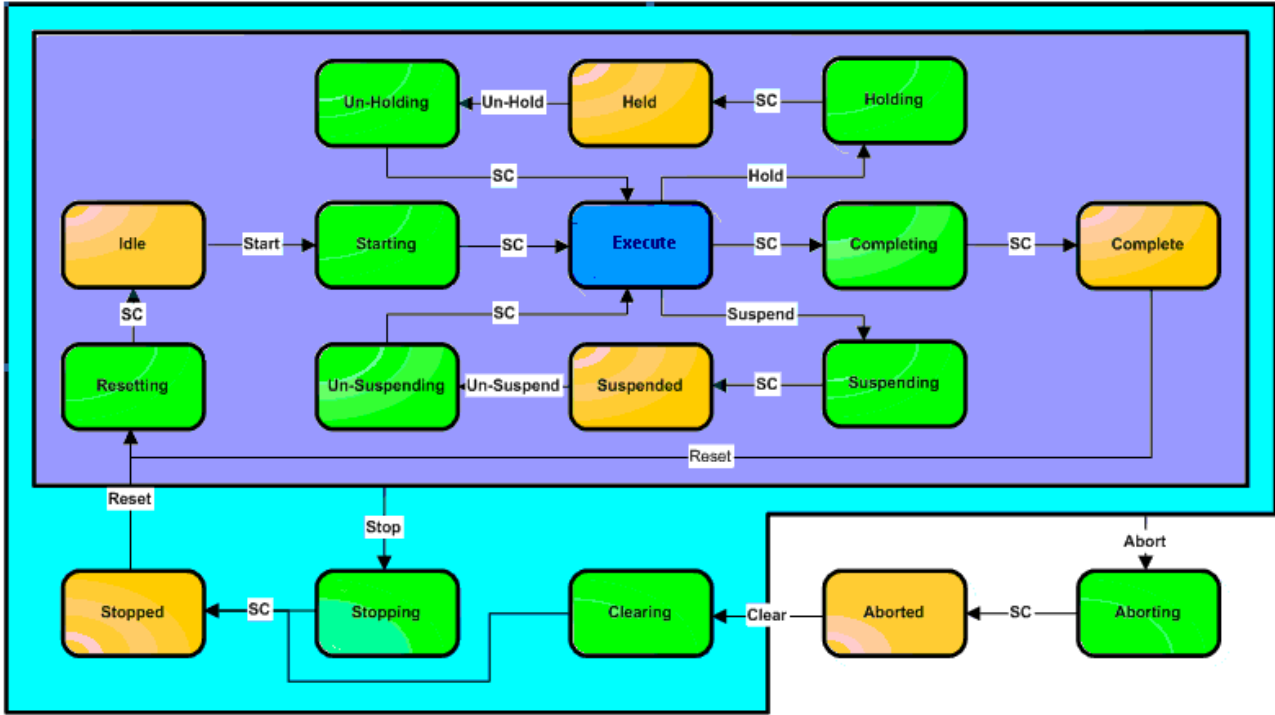 Un-Holding
Un-Hold
Held
SC
Holding
SC
Hold
Idle
Start
Starting
SC
Execute
SC
Completing
SC
Complete
SC
SC
Suspend
Resetting
Un-Suspending
Un-Suspend
Suspended
SC
Suspending
Reset
Reset
Stop
Abort
Stopped
SC
Stopping
Clearing
Clear
Aborted
SC
Aborting